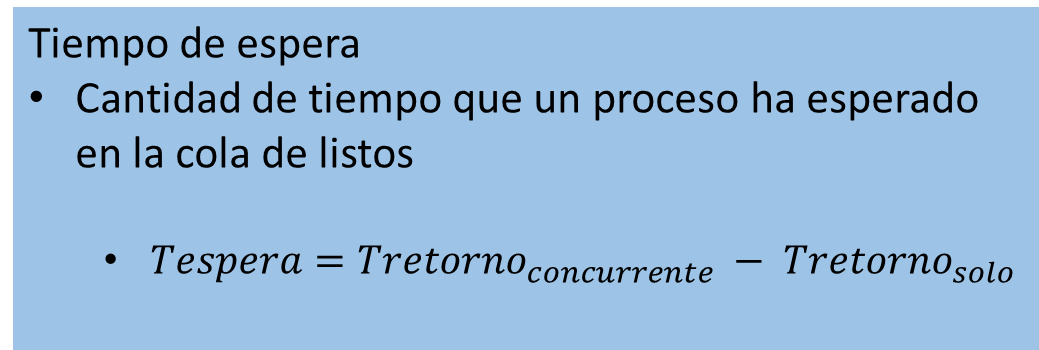 Tiempo de espera
• Cantidad de tiempo que un proceso ha esperado
en la cola de listos
• Tespera = Tretorno_concurrente − Tretorno_solo